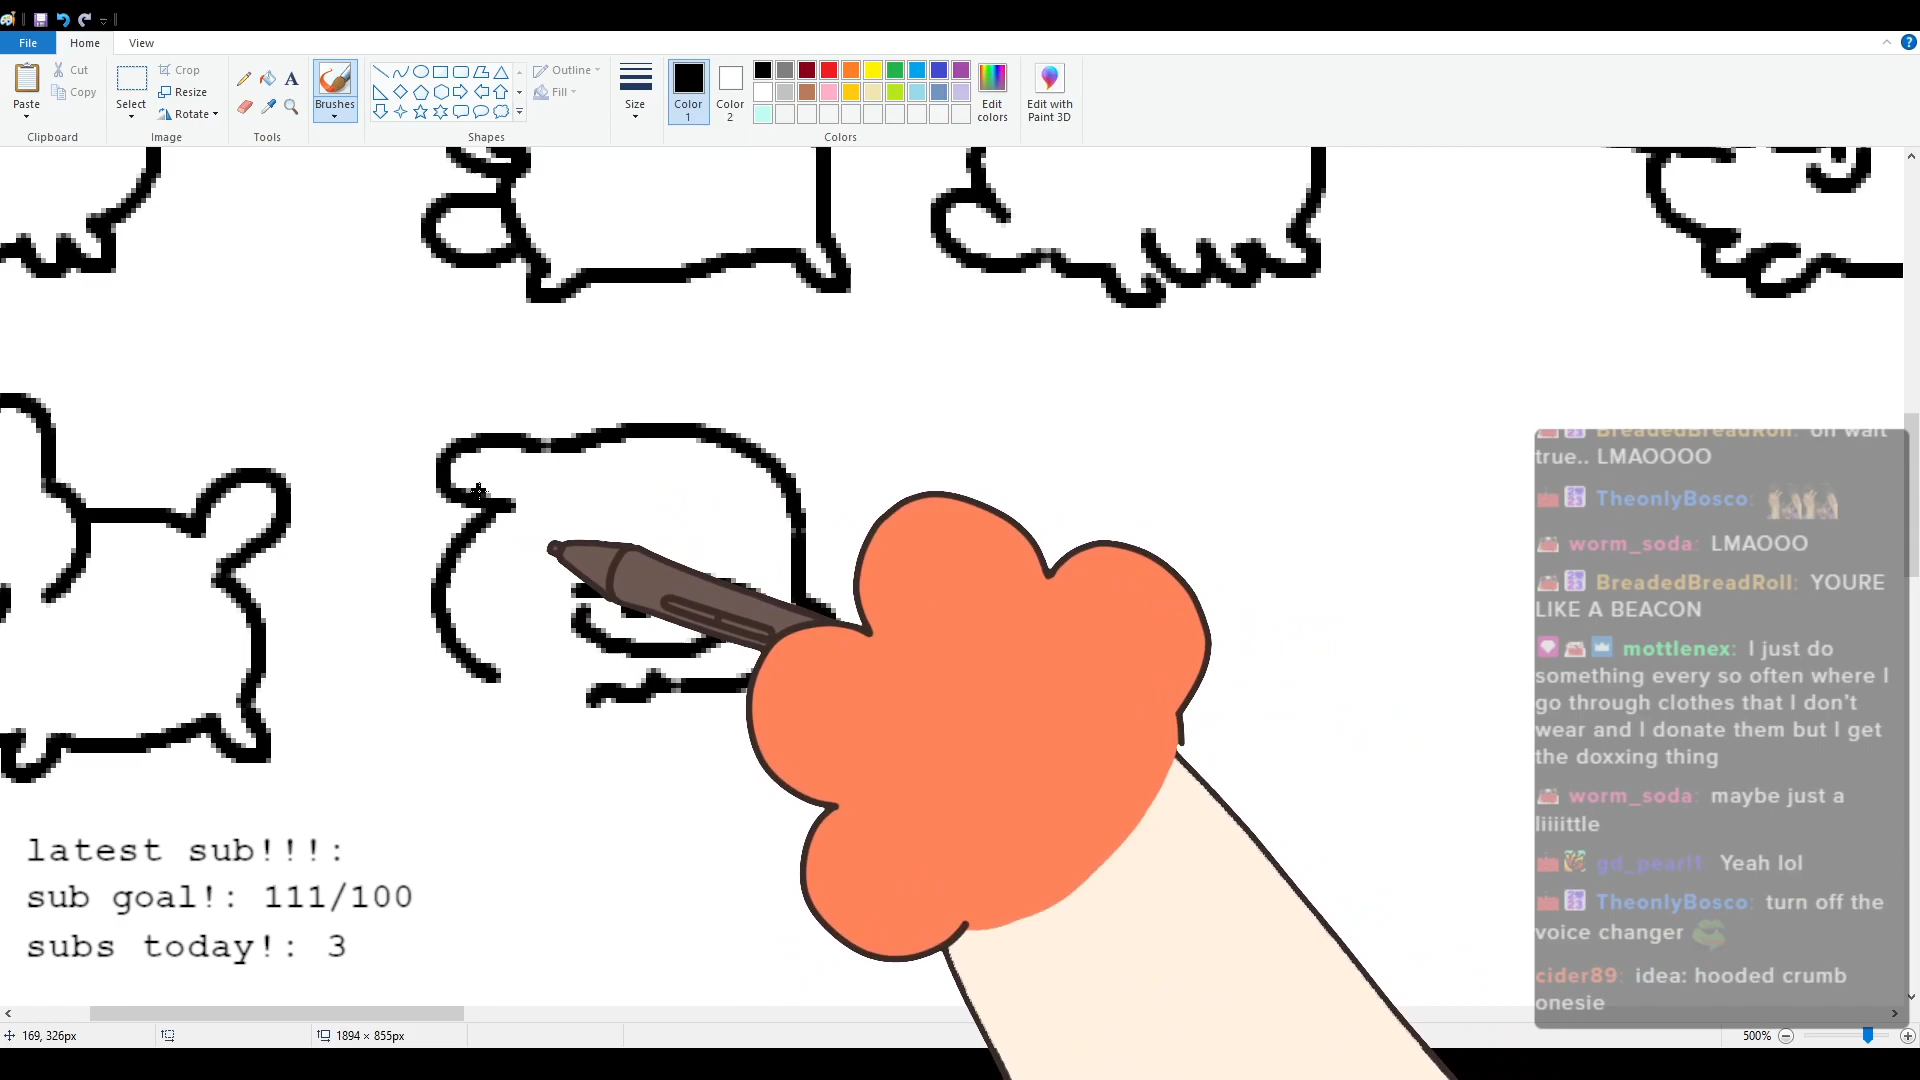 File Home View
Paste Cut Copy Select Crop Resize Rotate A Brushes Outline Fill Size Color 1 Color 2 Edit colors Edit with Paint 3D
Clipboard Image Tools Shapes Colors
BreadedBreadRoll: oh wait
true.. LMAOOOO
TheonlyBosco:
worm_soda: LMAOOO
BreadedBreadRoll: YOURE
LIKE A BEACON
mottlenex: I just do
something every so often where I
go through clothes that I don't
wear and I donate them but I get
the doxxing thing
worm_soda: maybe just a
liiiittle
gd_pearl1: Yeah lol
TheonlyBosco: turn off the
voice changer
cider89: idea: hooded crumb
onesie
latest sub!!!:
sub goal!: 111/100
subs today!: 3
169, 326px 1894 × 855px 500%